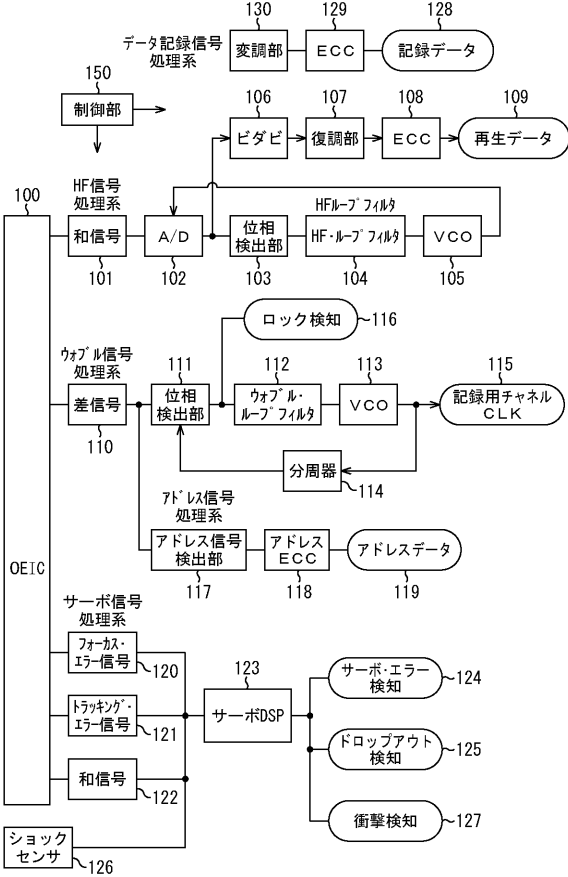 130
129
128
データ記録信号
処理系
変調部
ECC
記録データ
150
制御部
106
107
108
109
ビダビ
復調部
ECC
再生データ
100
HF信号
処理系
HFループフィルタ
和信号
A/D
位相
検出部
HF・ループフィルタ
VCO
101
102
103
104
105
ロック検知
116
ウォブル信号
処理系
111
112
113
115
差信号
位相
検出部
ウォブル・
ループフィルタ
VCO
記録用チャネル
CLK
110
分周器
114
アドレス信号
処理系
アドレス信号
検出部
アドレス
ECC
アドレスデータ
117
118
119
OEIC
サーボ信号
処理系
フォーカス・
エラー信号
120
123
サーボ・エラー
検知
124
トラッキング・
エラー信号
121
サーボDSP
ドロップアウト
検知
125
和信号
122
衝撃検知
127
ショック
センサ
126